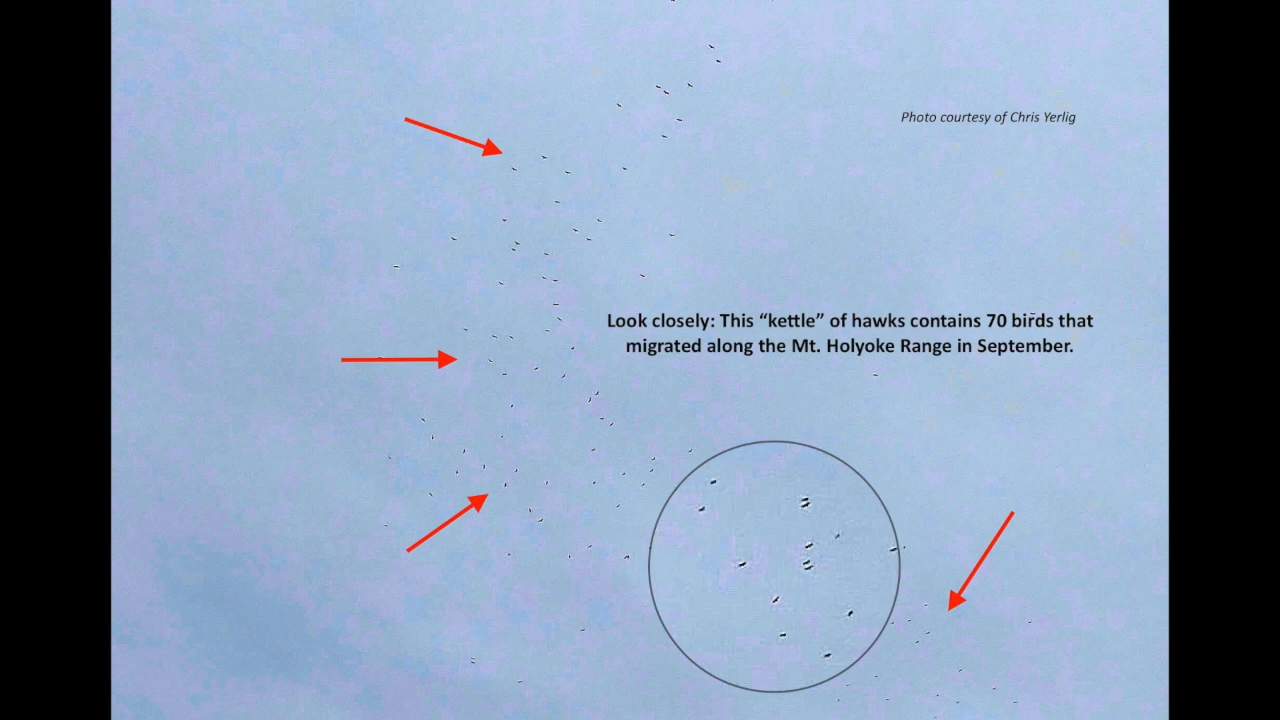 Photo courtesy of Chris Yerlig
Look closely: This “kettle” of hawks contains 70 birds that
migrated along the Mt. Holyoke Range in September.